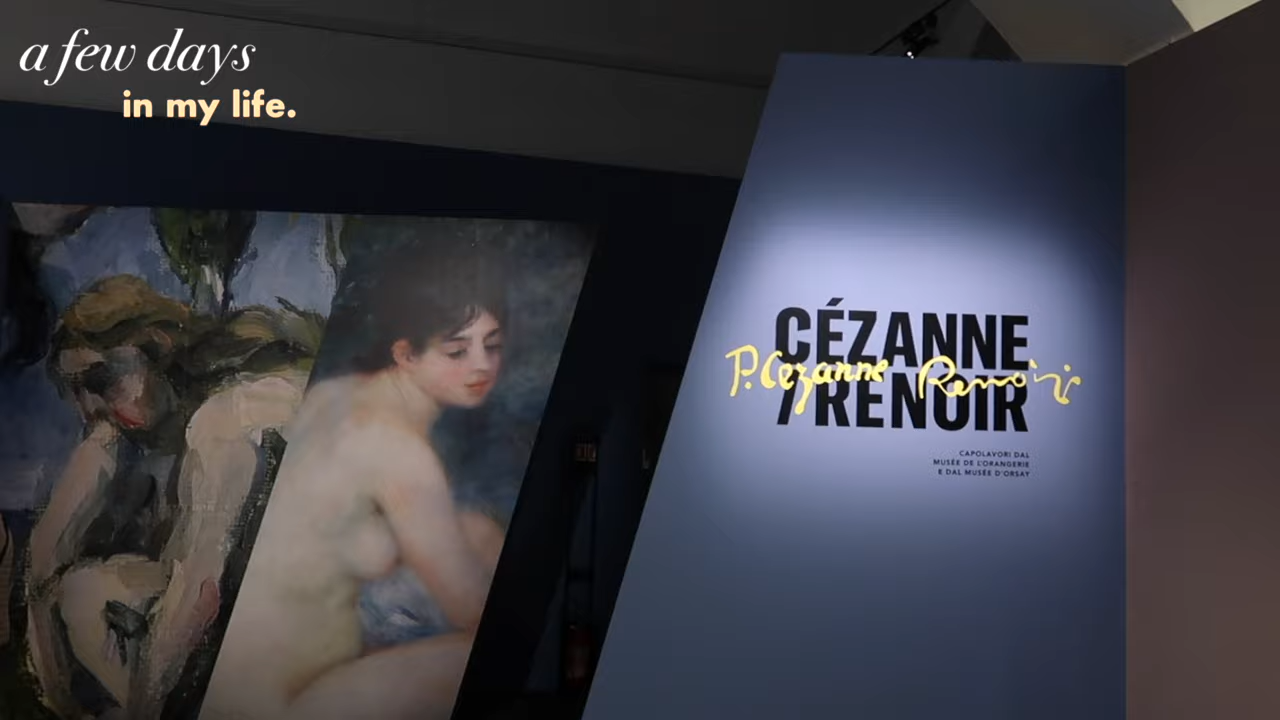 a few days
in my life.
CÉZANNE
P. Cezanne Renoir
/ RENOIR
CAPOLAVORI DAL
MUSÉE DE L'ORANGERIE
E DAL MUSÉE D'ORSAY